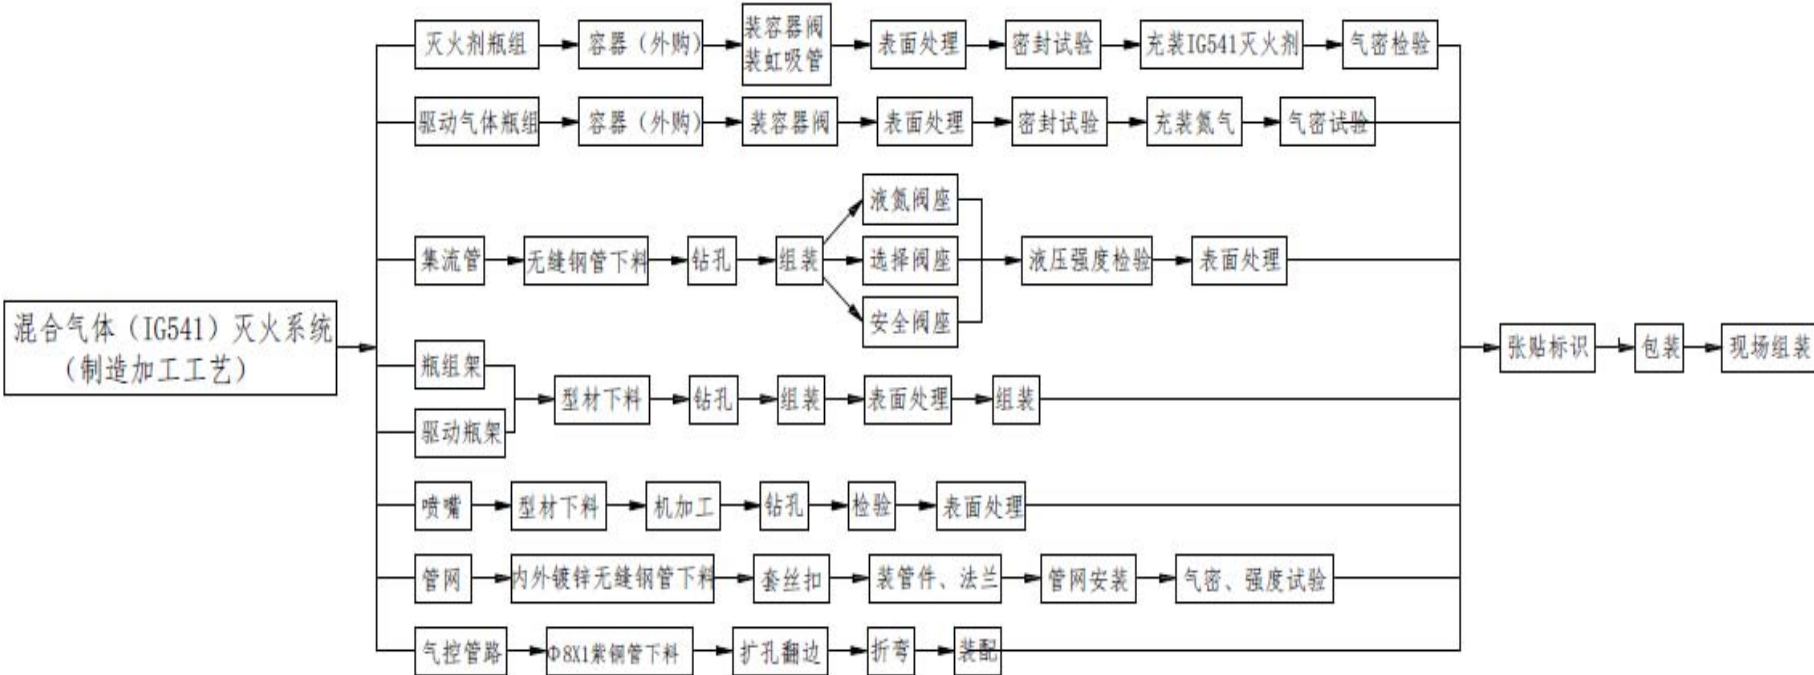 混合气体（IG541）灭火系统
（制造加工工艺）
灭火剂瓶组
容器（外购）
装容器阀
装虹吸管
表面处理
密封试验
充装IG541灭火剂
气密检验
驱动气体瓶组
容器（外购）
装容器阀
表面处理
密封试验
充装氮气
气密试验
集流管
无缝钢管下料
钻孔
组装
液氮阀座
选择阀座
安全阀座
液压强度检验
表面处理
瓶组架
驱动瓶架
型材下料
钻孔
组装
表面处理
组装
喷嘴
型材下料
机加工
钻孔
检验
表面处理
管网
内外镀锌无缝钢管下料
套丝扣
装管件、法兰
管网安装
气密、强度试验
气控管路
Φ8X1紫铜管下料
扩孔翻边
折弯
装配
张贴标识
包装
现场组装